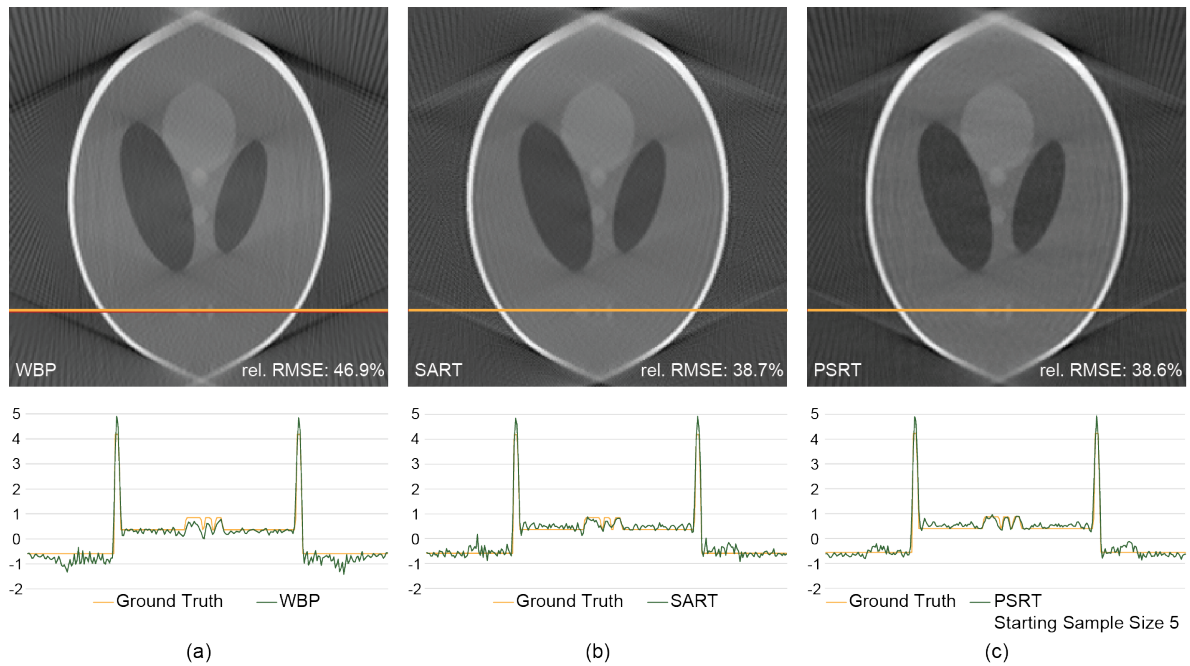 WBP rel. RMSE: 46.9%
SART rel. RMSE: 38.7%
PSRT rel. RMSE: 38.6%
5
4
3
2
1
0
-1
-2
Ground Truth WBP
5
4
3
2
1
0
-1
-2
Ground Truth SART
5
4
3
2
1
0
-1
-2
Ground Truth PSRT
Starting Sample Size 5
(a)
(b)
(c)